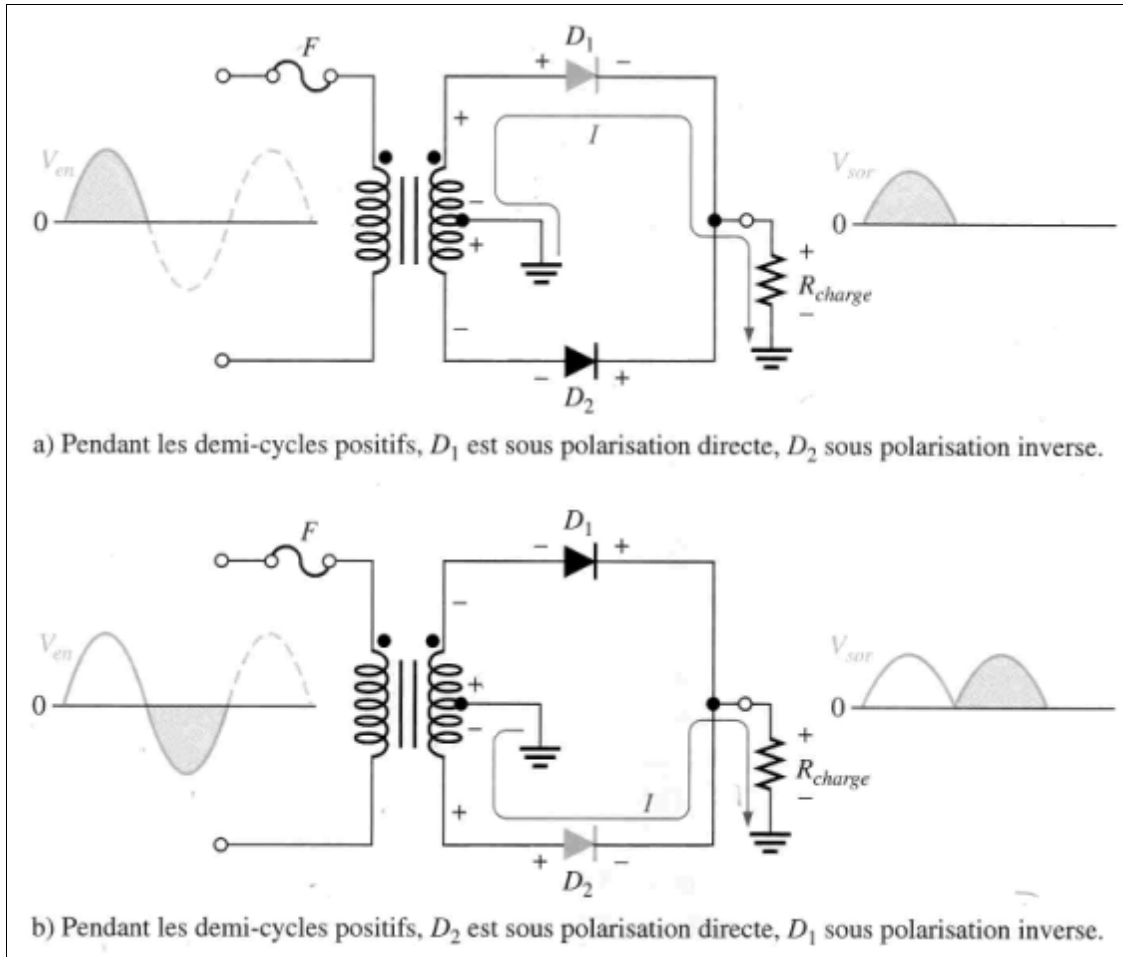 F
D1
+ −
+
I
Ven
0
−
+
−
Vsor
0
+
Rcharge
−
− +
D2
a) Pendant les demi-cycles positifs, D1 est sous polarisation directe, D2 sous polarisation inverse.
F
D1
− +
−
Ven
0
+
−
+
Vsor
0
+
Rcharge
−
I
+ −
D2
b) Pendant les demi-cycles positifs, D2 est sous polarisation directe, D1 sous polarisation inverse.